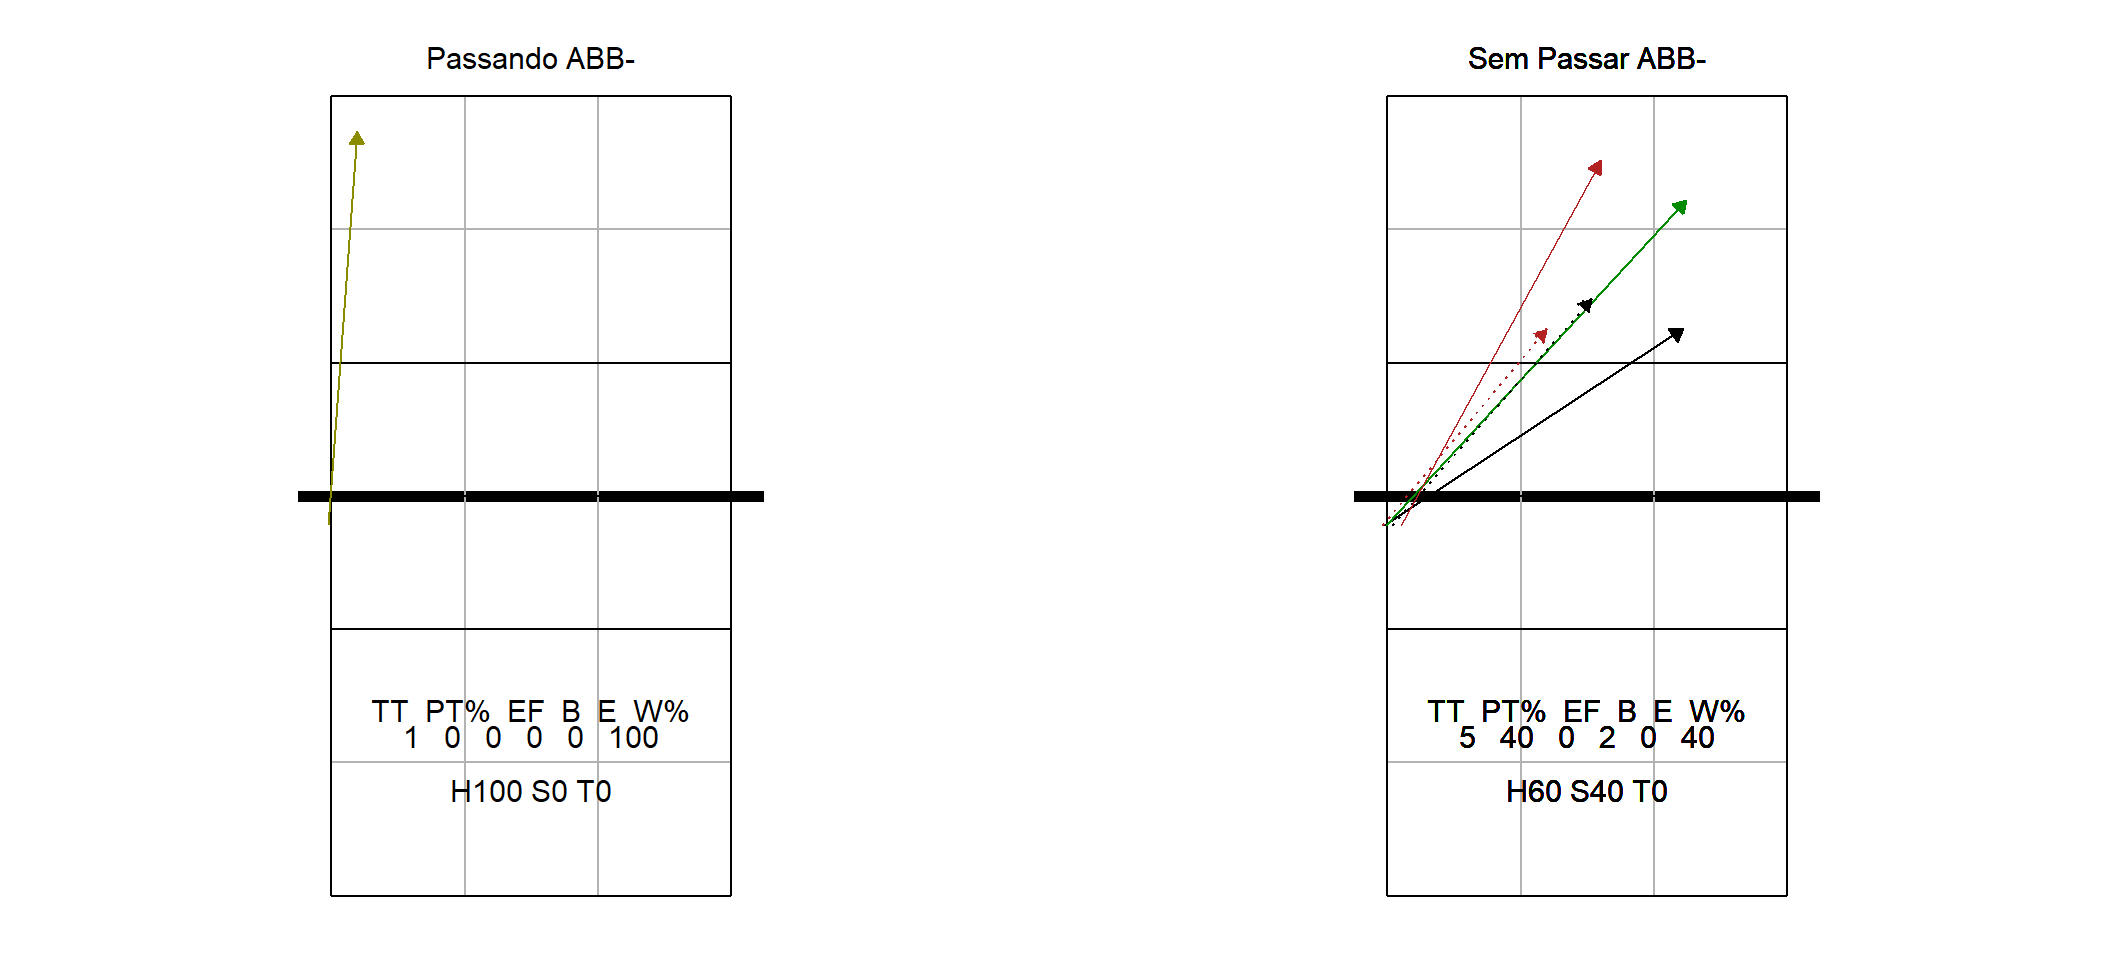 Passando ABB-
TT PT% EF B E W%
1 0 0 0 0 100
H100 S0 T0
Sem Passar ABB-
TT PT% EF B E W%
5 40 0 2 0 40
H60 S40 T0